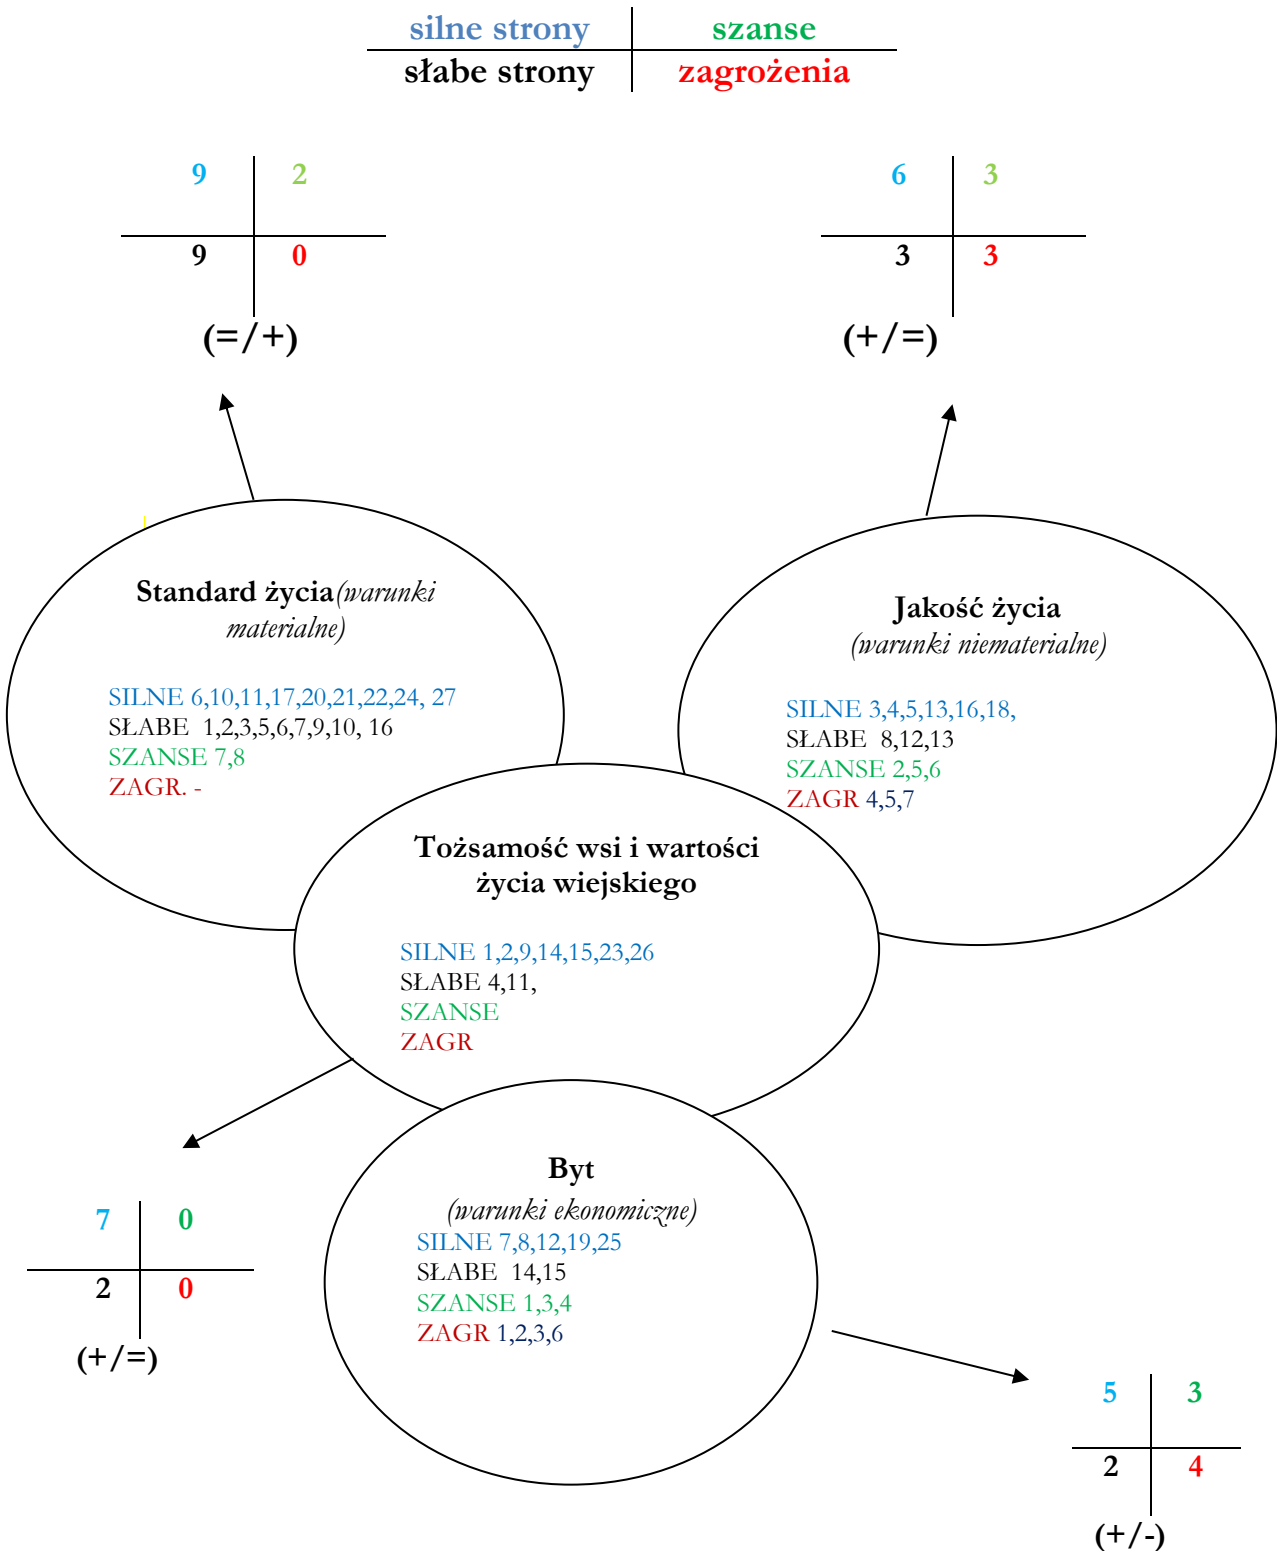 silne strony szanse
słabe strony zagrożenia
9 2
9 0
(=/+)
6 3
3 3
(+/=)
Standard życia(warunki
materialne)
SILNE 6,10,11,17,20,21,22,24, 27
SŁABE 1,2,3,5,6,7,9,10, 16
SZANSE 7,8
ZAGR. -
Jakość życia
(warunki niematerialne)
SILNE 3,4,5,13,16,18,
SŁABE 8,12,13
SZANSE 2,5,6
ZAGR 4,5,7
Tożsamość wsi i wartości
życia wiejskiego
SILNE 1,2,9,14,15,23,26
SŁABE 4,11,
SZANSE
ZAGR
7 0
2 0
(+/=)
Byt
(warunki ekonomiczne)
SILNE 7,8,12,19,25
SŁABE 14,15
SZANSE 1,3,4
ZAGR 1,2,3,6
5 3
2 4
(+/-)